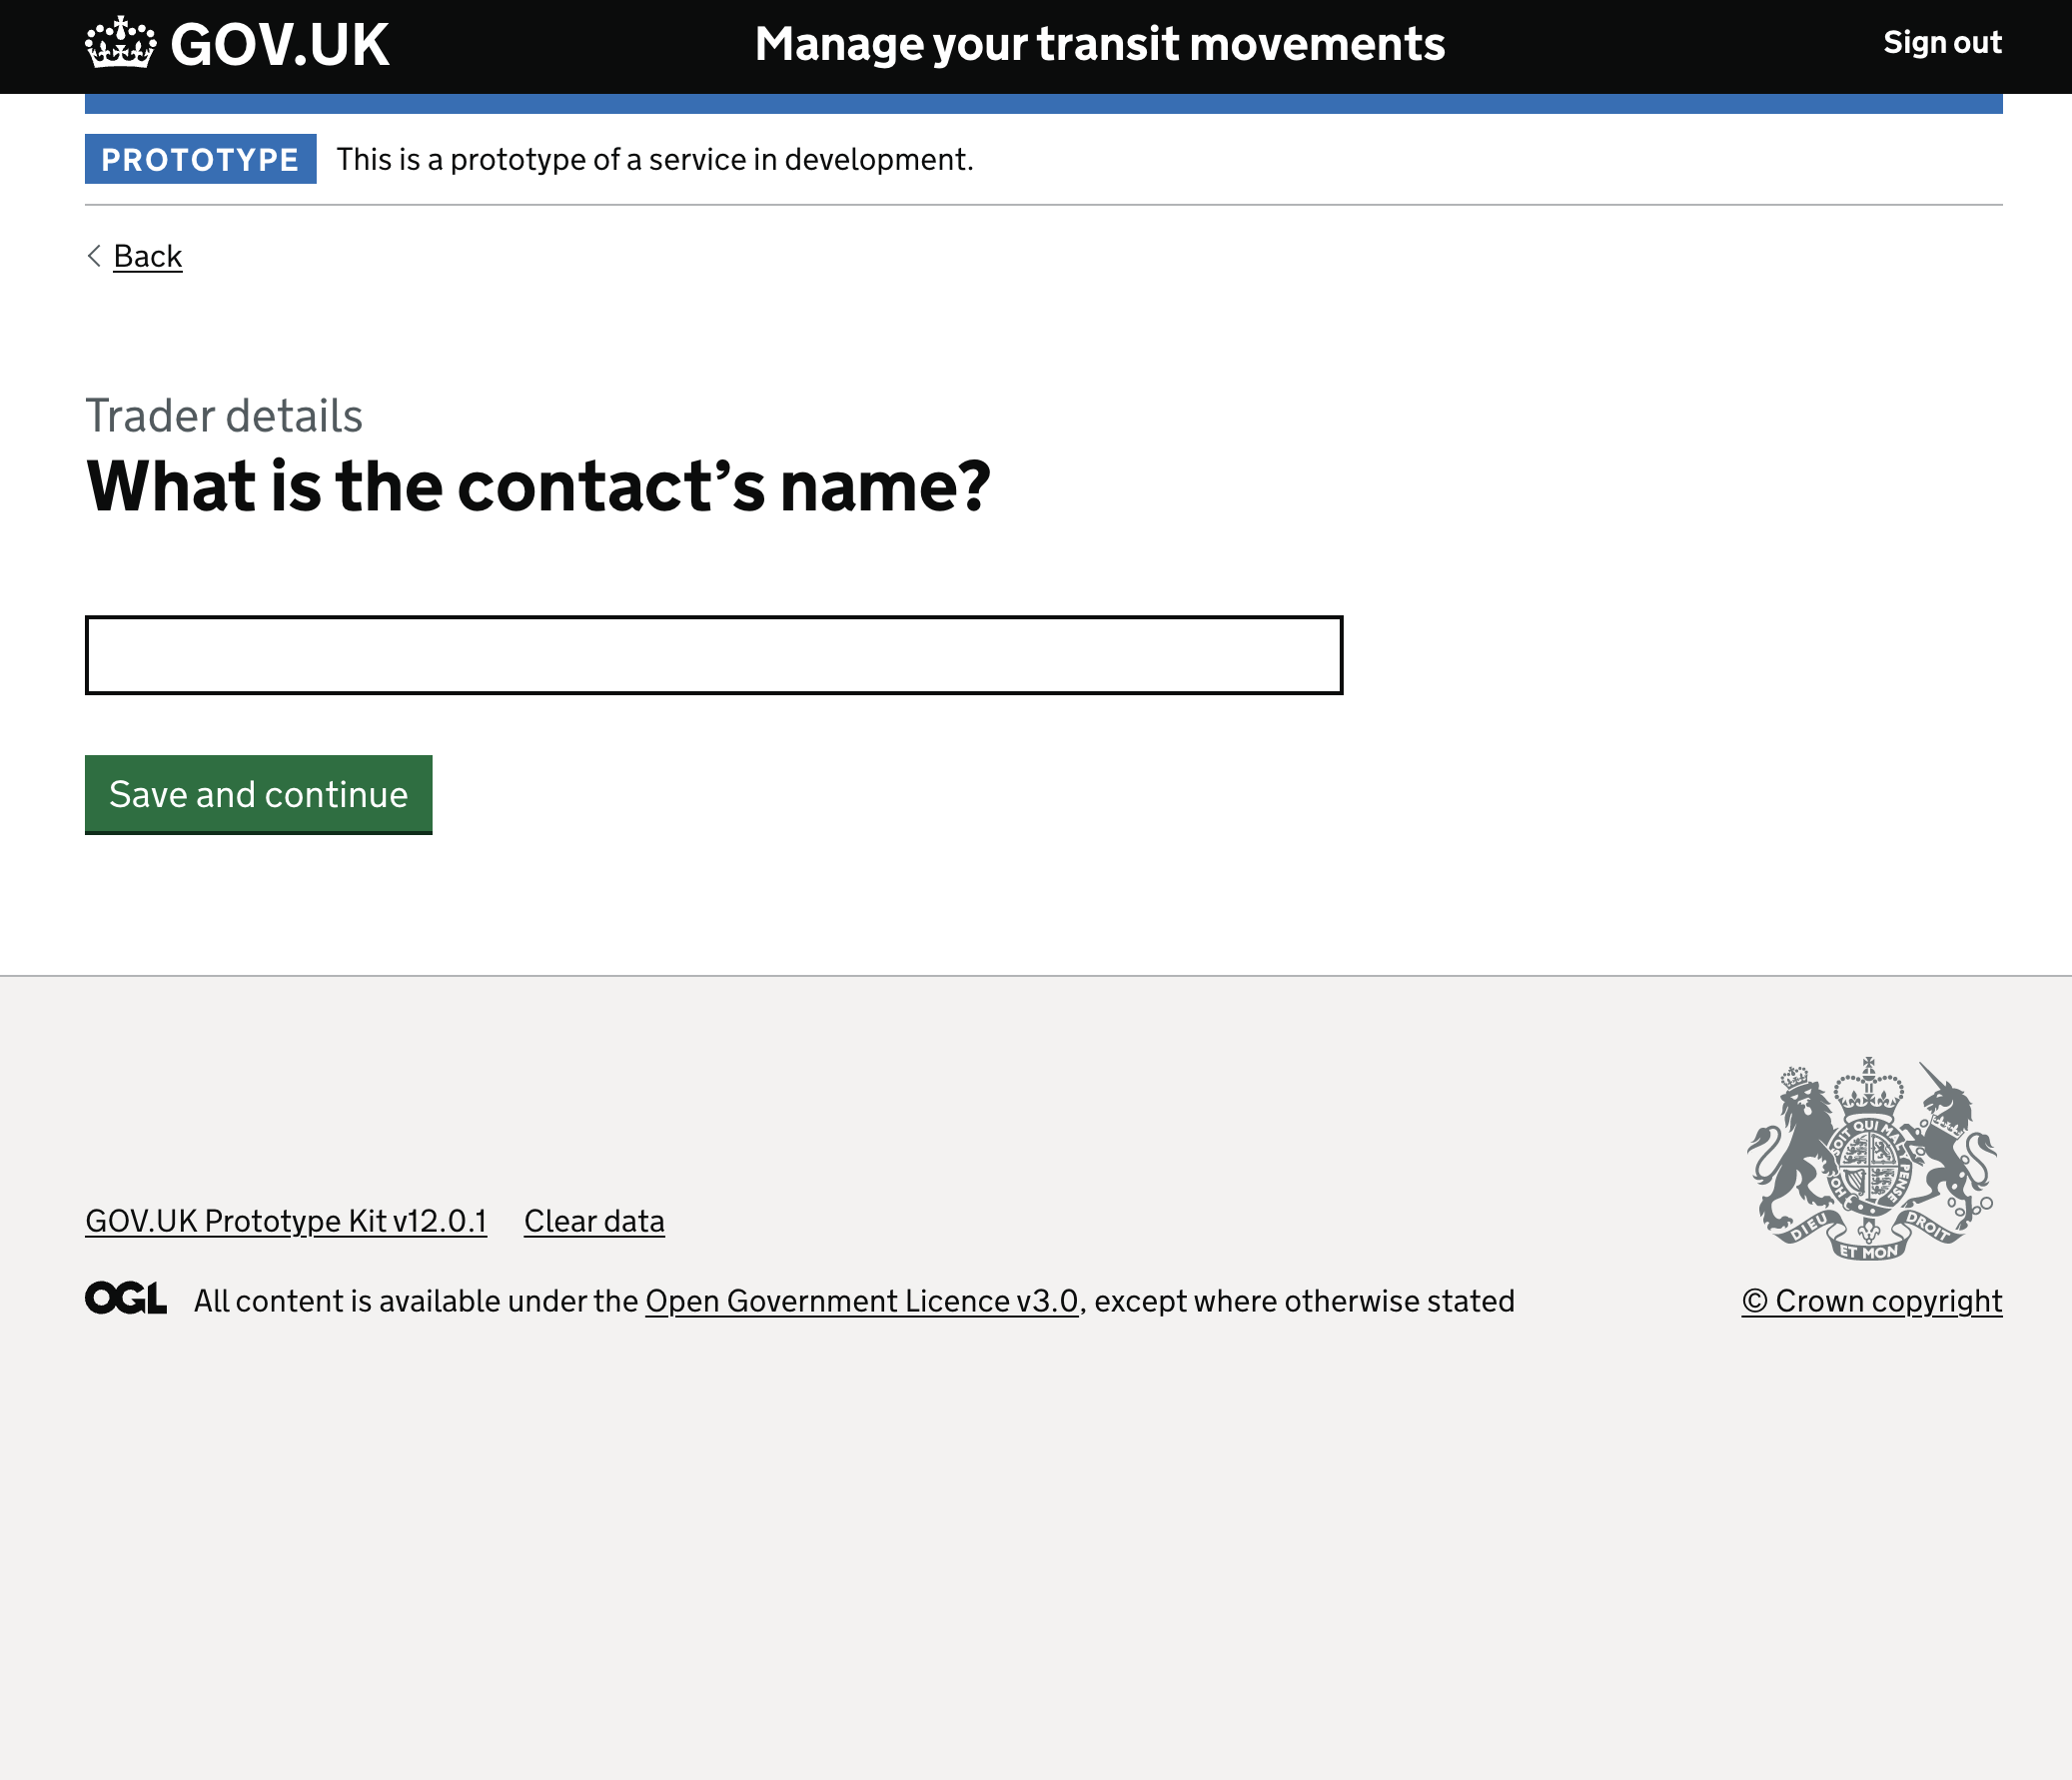 GOV.UK Manage your transit movements Sign out
PROTOTYPE This is a prototype of a service in development.
Back
Trader details
What is the contact’s name?
Save and continue
HONI SOIT QUI MAL Y PENSE
DIEU ET MON DROIT
GOV.UK Prototype Kit v12.0.1 Clear data
OGL All content is available under the Open Government Licence v3.0, except where otherwise stated
© Crown copyright